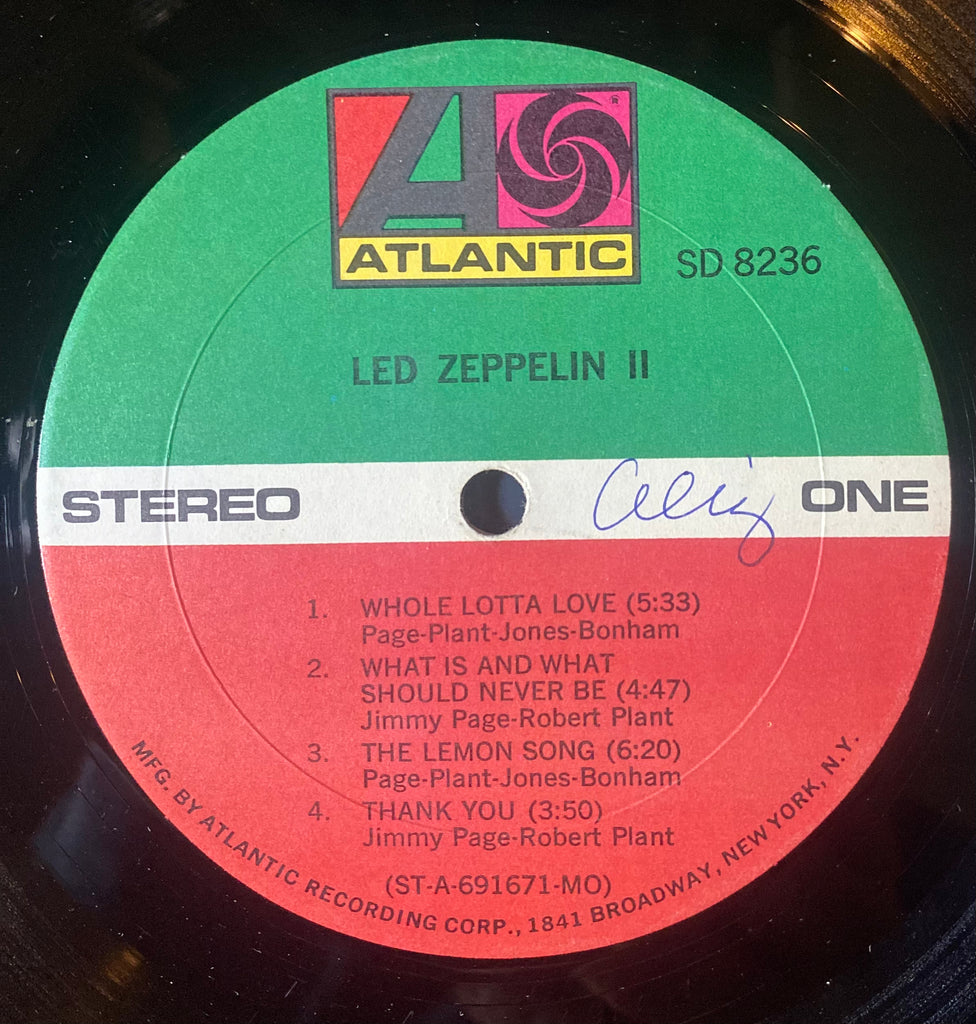 ATLANTIC
SD 8236
LED ZEPPELIN II
STEREO
ONE
1. WHOLE LOTTA LOVE (5:33)
Page-Plant-Jones-Bonham
2. WHAT IS AND WHAT
SHOULD NEVER BE (4:47)
Jimmy Page-Robert Plant
3. THE LEMON SONG (6:20)
Page-Plant-Jones-Bonham
4. THANK YOU (3:50)
Jimmy Page-Robert Plant
(ST-A-691671-MO)
MFG. BY ATLANTIC RECORDING CORP., 1841 BROADWAY, NEW YORK, N.Y.